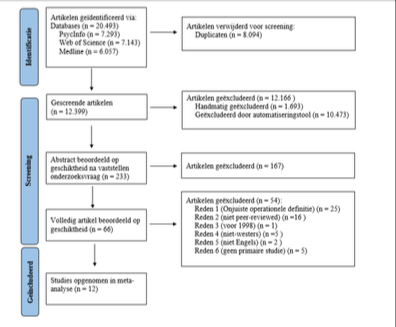 Identificatie
Artikelen geïdentificeerd via:
Databases (n = 20.493)
PsycInfo (n = 7.293)
Web of Science (n = 7.143)
Medline (n = 6.057)
Artikelen verwijderd voor screening:
Duplicaten (n = 8.094)
Screening
Gescreende artikelen
(n = 12.399)
Artikelen geëxcludeerd (n = 12.166 )
Handmatig geëxcludeerd (n = 1.693)
Geëxcludeerd door automatiseringstool (n = 10.473)
Abstract beoordeeld op
geschiktheid na vaststellen
onderzoeksvraag (n = 233)
Artikelen geëxcludeerd (n = 167)
Volledig artikel beoordeeld op
geschiktheid (n = 66)
Artikelen geëxcludeerd (n = 54):
Reden 1 (Onjuiste operationele definitie) (n = 25)
Reden 2 (niet peer-reviewed) (n =16 )
Reden 3 (voor 1998) (n = 1)
Reden 4 (niet-westers) (n =5 )
Reden 5 (niet Engels) (n = 2 )
Reden 6 (geen primaire studie) (n = 5)
Geïncludeerd
Studies opgenomen in meta-
analyse (n = 12)